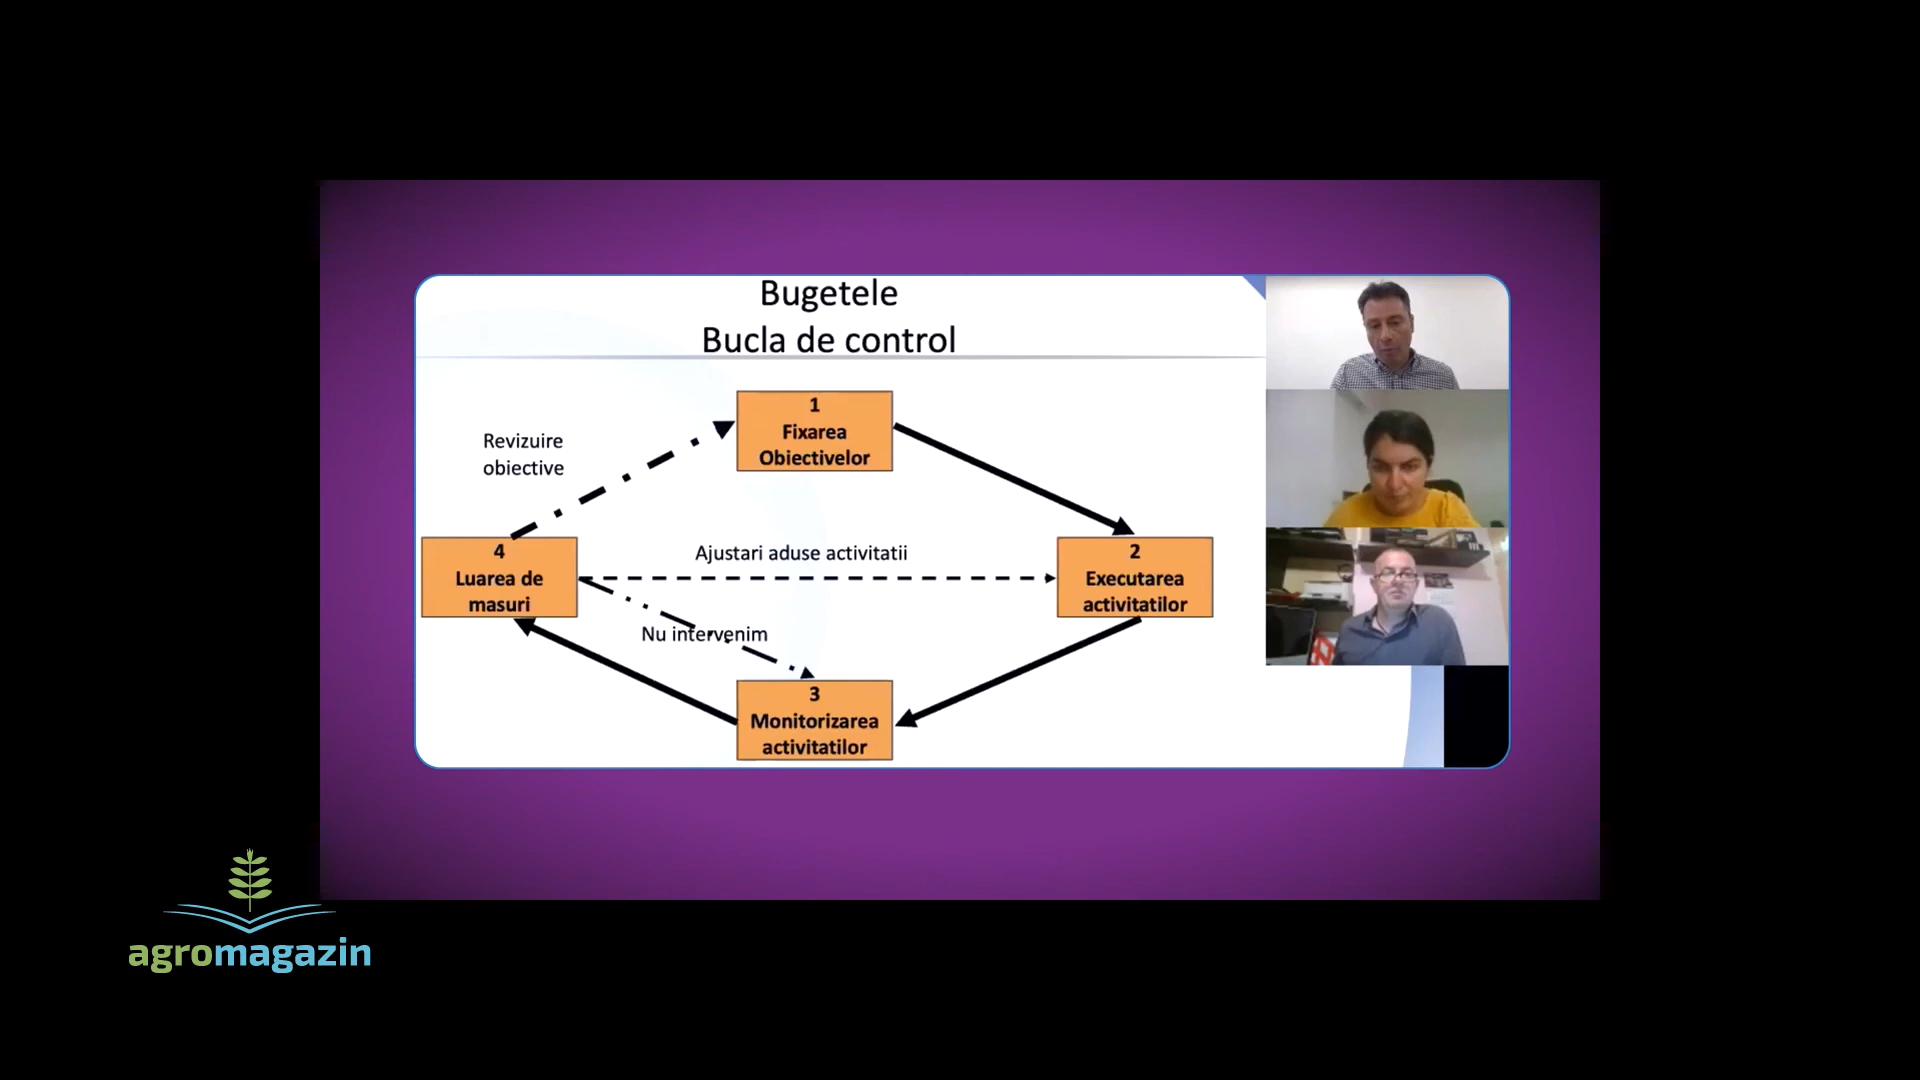 Bugetele
Bucla de control
1
Fixarea
Obiectivelor
Revizuire
obiective
4
Luarea de
masuri
Ajustari aduse activitatii
2
Executarea
activitatilor
Nu intervenim
3
Monitorizarea
activitatilor
agromagazin